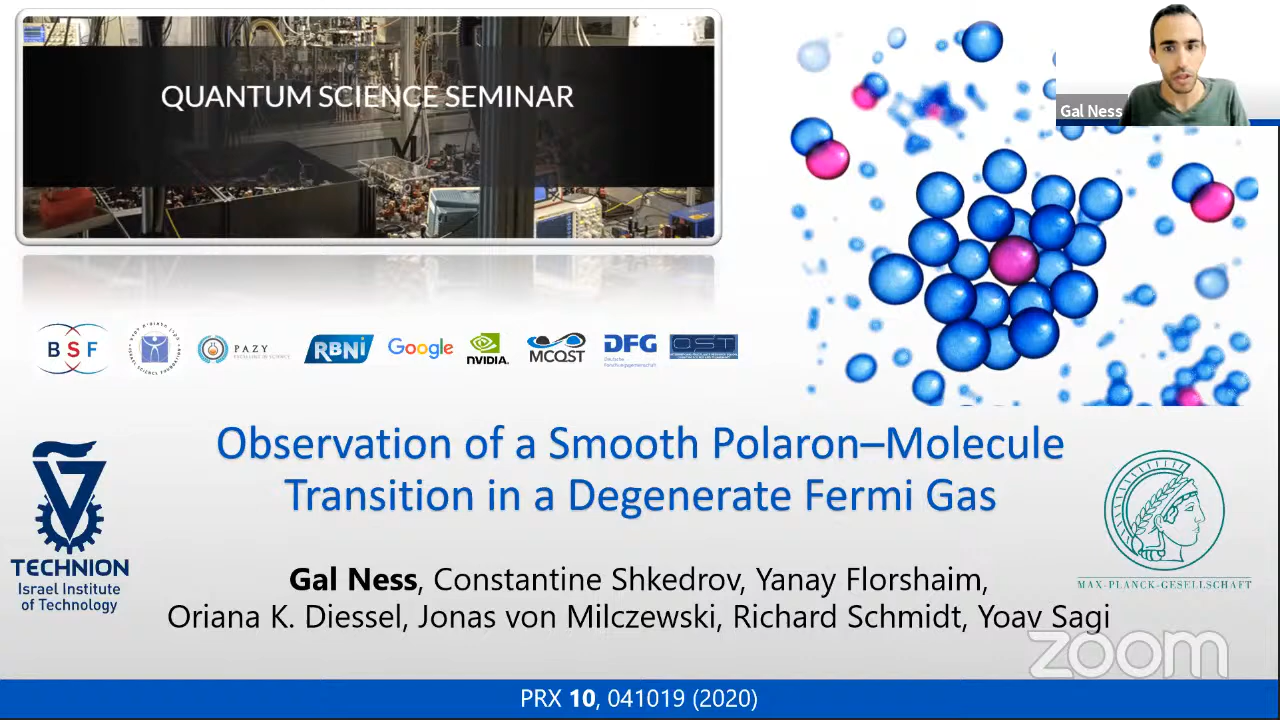 QUANTUM SCIENCE SEMINAR
Gal Ness
BSF
PAZY
RBNi
Google
NVIDIA.
MCQST
DFG
Deutsche
Forschungsgemeinschaft
Observation of a Smooth Polaron–Molecule
Transition in a Degenerate Fermi Gas
TECHNION
Israel Institute
of Technology
MAX-PLANCK-GESELLSCHAFT
Gal Ness, Constantine Shkedrov, Yanay Florshaim,
Oriana K. Diessel, Jonas von Milczewski, Richard Schmidt, Yoav Sagi
zoom
PRX 10, 041019 (2020)